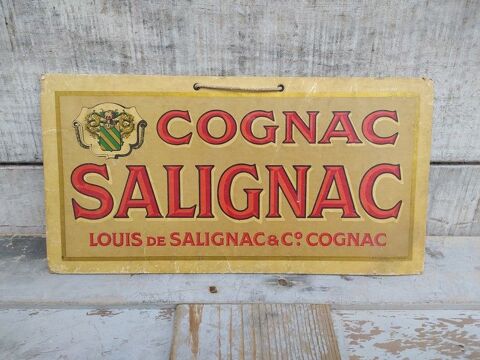 COGNAC
SALIGNAC
LOUIS DE SALIGNAC & Cº. COGNAC